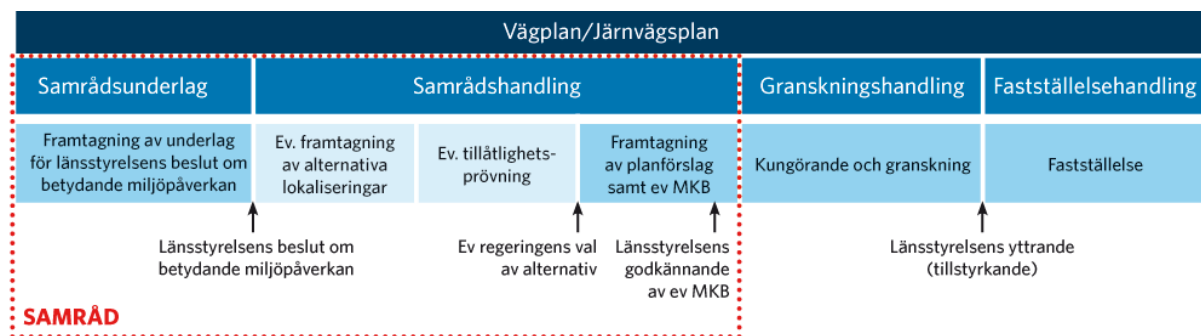 Vägplan/Järnvägsplan
Samrådsunderlag
Samrådshandling
Granskningshandling
Fastställelsehandling
Framtagning av underlag
för länsstyrelsens beslut om
betydande miljöpåverkan
Ev. framtagning
av alternativa
lokaliseringar
Ev. tillåtlighets-
prövning
Framtagning
av planförslag
samt ev MKB
Kungörande och granskning
Fastställelse
Länsstyrelsens beslut om
betydande miljöpåverkan
Ev regeringens val
av alternativ
Länsstyrelsens
godkännande
av ev MKB
Länsstyrelsens yttrande
(tillstyrkande)
SAMRÅD